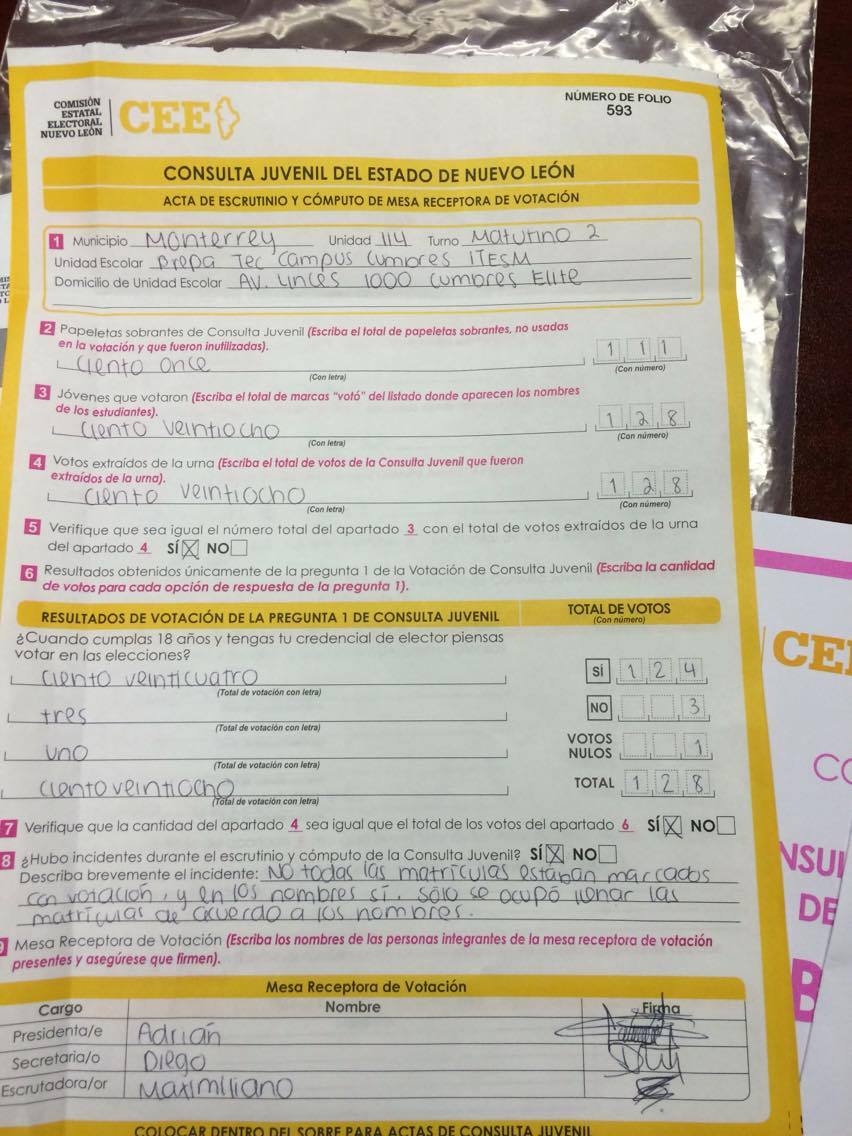 COMISIÓN
ESTATAL
ELECTORAL
NUEVO LEÓN
CEE
NÚMERO DE FOLIO
593
CONSULTA JUVENIL DEL ESTADO DE NUEVO LEÓN
ACTA DE ESCRUTINIO Y CÓMPUTO DE MESA RECEPTORA DE VOTACIÓN
1 Municipio Monterrey Unidad 114 Turno Maturino 2
Unidad Escolar Prepa Tec Campus Cumbres ITESM
Domicilio de Unidad Escolar AV. Linces 1000 Cumbres Elite
2 Papeletas sobrantes de Consulta Juvenil (Escriba el total de papeletas sobrantes, no usadas
en la votación y que fueron inutilizadas).
Ciento once 1 1 1
(Con letra) (Con número)
3 Jóvenes que votaron (Escriba el total de marcas "votó" del listado donde aparecen los nombres
de los estudiantes).
Ciento veintiocho 1 2 8
(Con letra) (Con número)
4 Votos extraídos de la urna (Escriba el total de votos de la Consulta Juvenil que fueron
extraídos de la urna).
Ciento veintiocho 1 2 8
(Con letra) (Con número)
5 Verifique que sea igual el número total del apartado 3 con el total de votos extraídos de la urna
del apartado 4 SÍ X NO
6 Resultados obtenidos únicamente de la pregunta 1 de la Votación de Consulta Juvenil (Escriba la cantidad
de votos para cada opción de respuesta de la pregunta 1).
RESULTADOS DE VOTACIÓN DE LA PREGUNTA 1 DE CONSULTA JUVENIL TOTAL DE VOTOS
(Con número)
¿Cuando cumplas 18 años y tengas tu credencial de elector piensas
votar en las elecciones?
Ciento veinticuatro SÍ 1 2 4
(Total de votación con letra)
tres NO 3
(Total de votación con letra)
uno VOTOS NULOS 1
(Total de votación con letra)
Ciento veintiocho TOTAL 1 2 8
(Total de votación con letra)
7 Verifique que la cantidad del apartado 4 sea igual que el total de los votos del apartado 6 SÍ X NO
8 ¿Hubo incidentes durante el escrutinio y cómputo de la Consulta Juvenil? SÍ X NO
Describa brevemente el incidente: No todas las matrículas estaban marcados
con votación, y en los nombres sí. Sólo se ocupó llenar las
matrículas de acuerdo a los nombres.
9 Mesa Receptora de Votación (Escriba los nombres de las personas integrantes de la mesa receptora de votación
presentes y asegúrese que firmen).
Mesa Receptora de Votación
Cargo Nombre Firma
Presidenta/e Adrián
Secretaria/o Diego
Escrutadora/or Maximiliano
COLOCAR DENTRO DEL SOBRE PARA ACTAS DE CONSULTA JUVENIL
CEE
CO
NSUL
DE